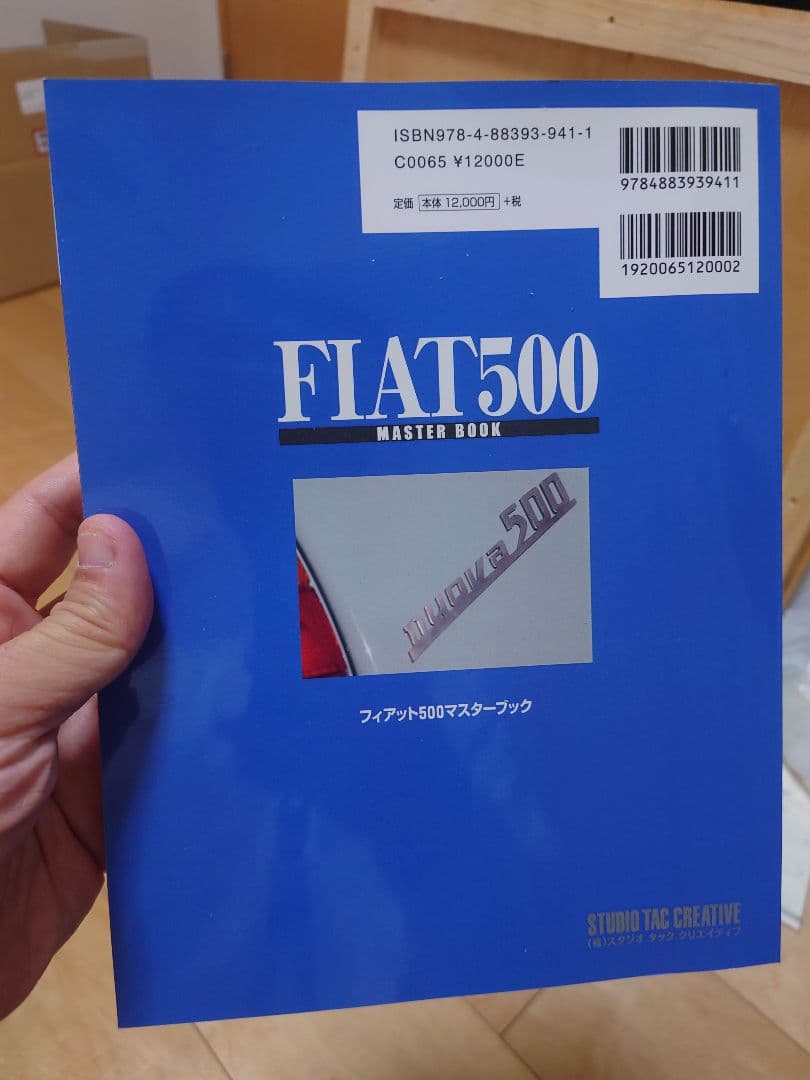 ISBN978-4-88393-941-1
C0065 ¥12000E
定価 本体 12,000円 +税
9784883939411
1920065120002
FIAT500
MASTER BOOK
nuova 500
フィアット500マスターブック
STUDIO TAC CREATIVE
(株)スタジオ タック クリエイティブ